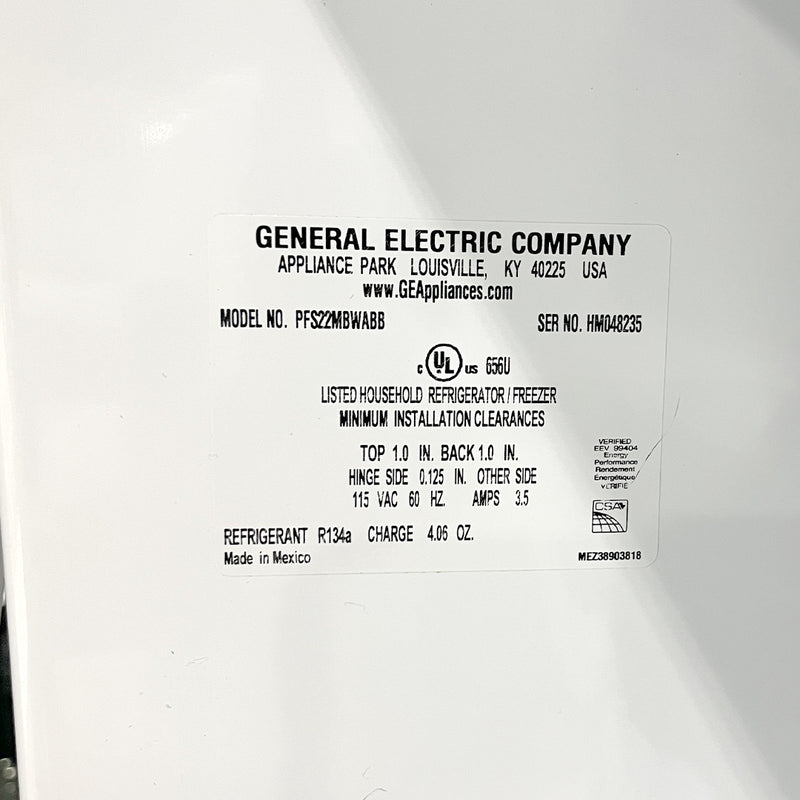 GENERAL ELECTRIC COMPANY
APPLIANCE PARK LOUISVILLE, KY 40225 USA
www.GEAppliances.com
MODEL NO. PFS22MBWABB SER NO. HM048235
c UL us 656U
LISTED HOUSEHOLD REFRIGERATOR / FREEZER
MINIMUM INSTALLATION CLEARANCES
TOP 1.0 IN. BACK 1.0 IN.
HINGE SIDE 0.125 IN. OTHER SIDE
115 VAC 60 HZ. AMPS 3.5
VERIFIED
EEV 99404
Energy
Performance
Rendement
Énergétique
VÉRIFIÉ
CSA
REFRIGERANT R134a CHARGE 4.06 OZ.
Made in Mexico
MEZ38903818